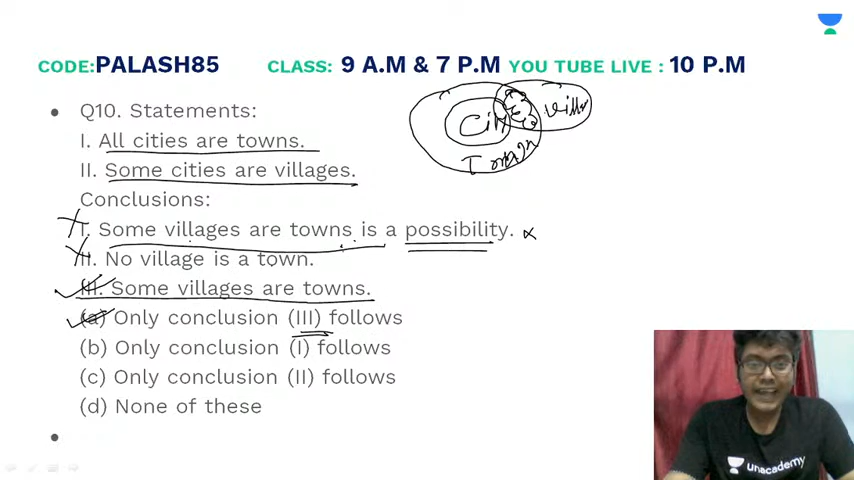 CODE:PALASH85 CLASS: 9 A.M & 7 P.M YOU TUBE LIVE : 10 P.M
Q10. Statements:
I. All cities are towns.
II. Some cities are villages.
Conclusions:
I. Some villages are towns is a possibility.
II. No village is a town.
III. Some villages are towns.
(a) Only conclusion (III) follows
(b) Only conclusion (I) follows
(c) Only conclusion (II) follows
(d) None of these
City
unacademy